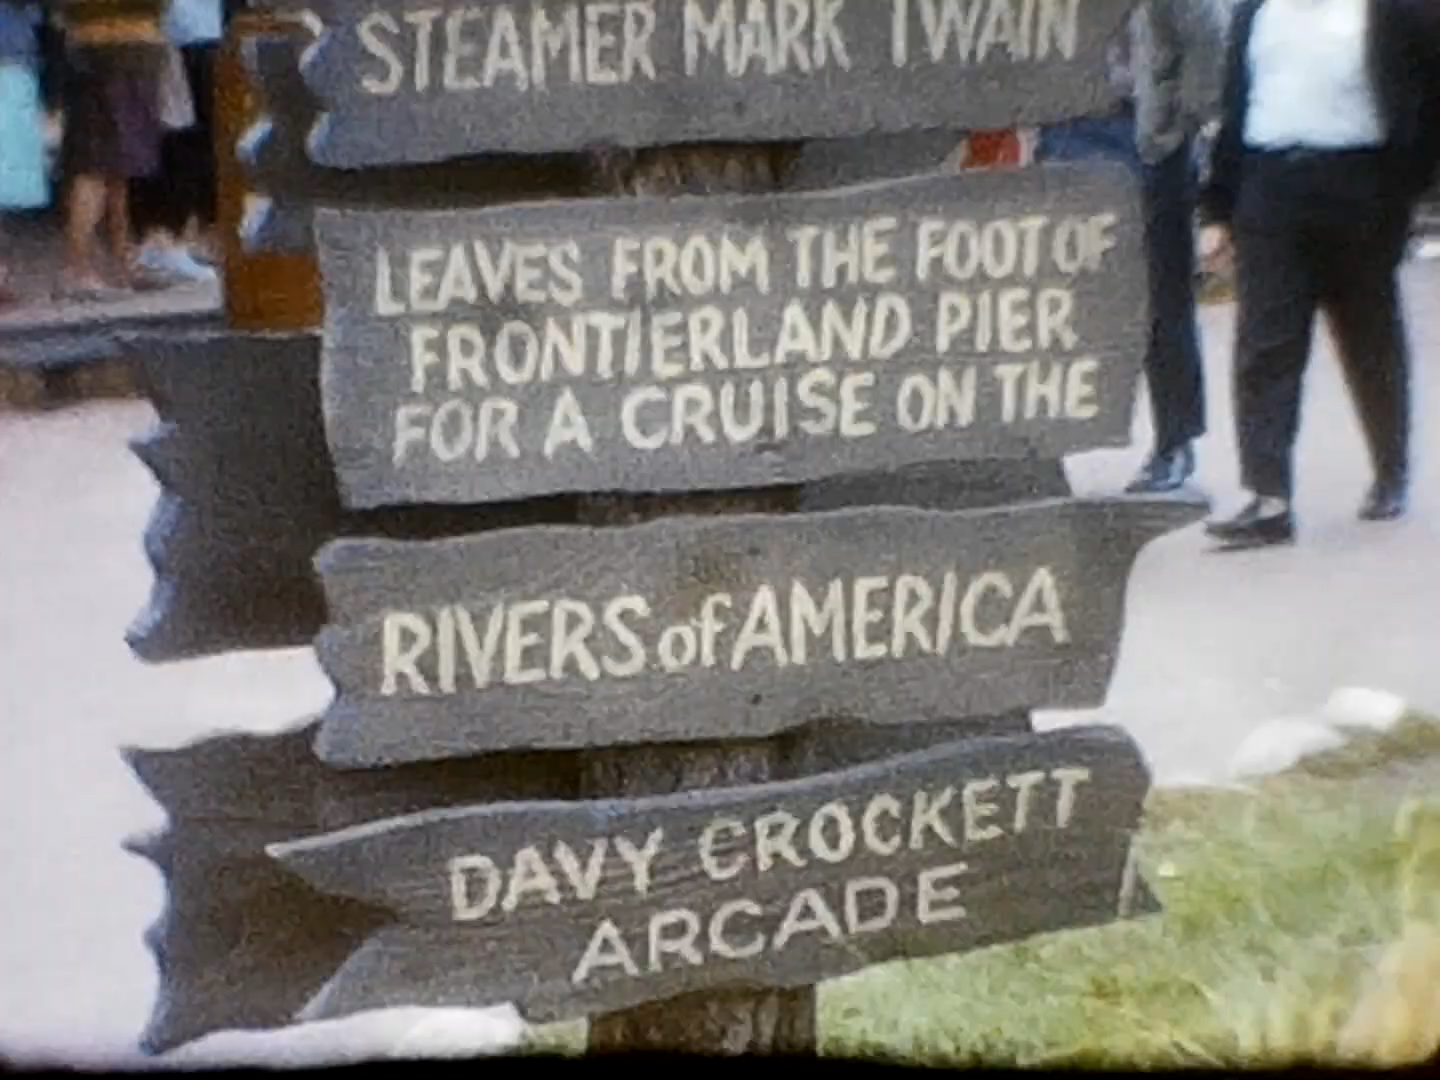 STEAMER MARK TWAIN
LEAVES FROM THE FOOT OF
FRONTIERLAND PIER
FOR A CRUISE ON THE
RIVERS of AMERICA
DAVY CROCKETT
ARCADE